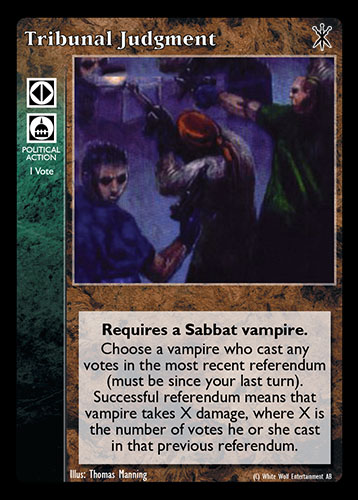 Tribunal Judgment
POLITICAL
ACTION
1 Vote
Requires a Sabbat vampire.
Choose a vampire who cast any
votes in the most recent referendum
(must be since your last turn).
Successful referendum means that
vampire takes X damage, where X is
the number of votes he or she cast
in that previous referendum.
Illus: Thomas Manning
(C) White Wolf Entertainment AB